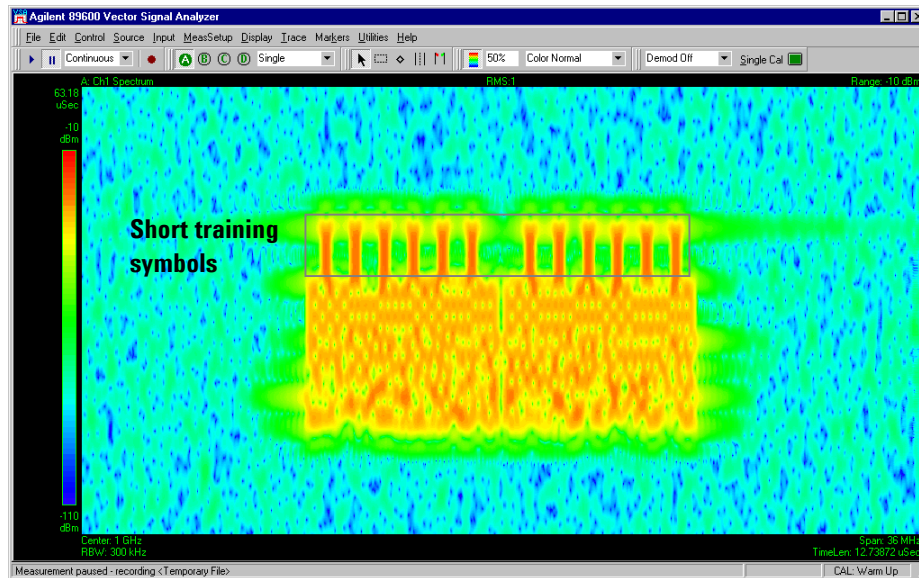 Agilent 89600 Vector Signal Analyzer
File Edit Control Source Input MeasSetup Display Trace Markers Utilities Help
Continuous A B C D Single 50% Color Normal Demod Off Single Cal
A: Ch1 Spectrum RMS:1 Range: -10 dBm
63.18
uSec
-10
dBm
Short training
symbols
-110
dBm
Center: 1 GHz Span: 36 MHz
RBW: 300 kHz TimeLen: 12.73872 uSec
Measurement paused - recording <Temporary File> CAL: Warm Up